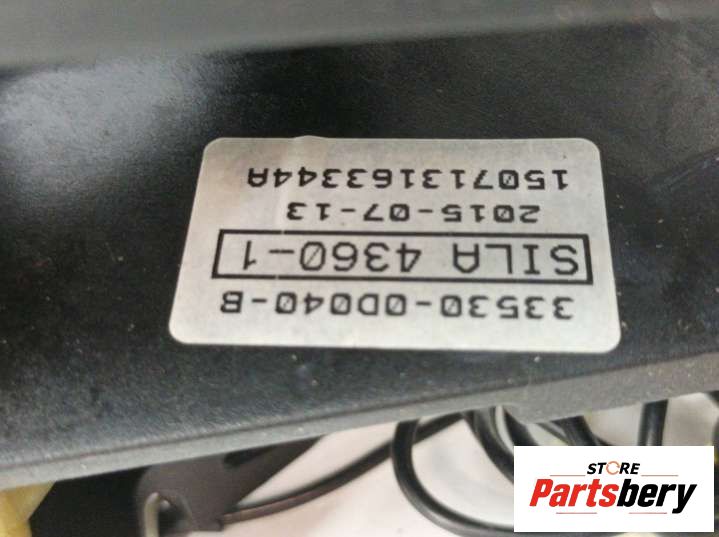 33530-0D040-B
SILA 4360-1
2015-07-13
150713163344A
STORE
Partsbery